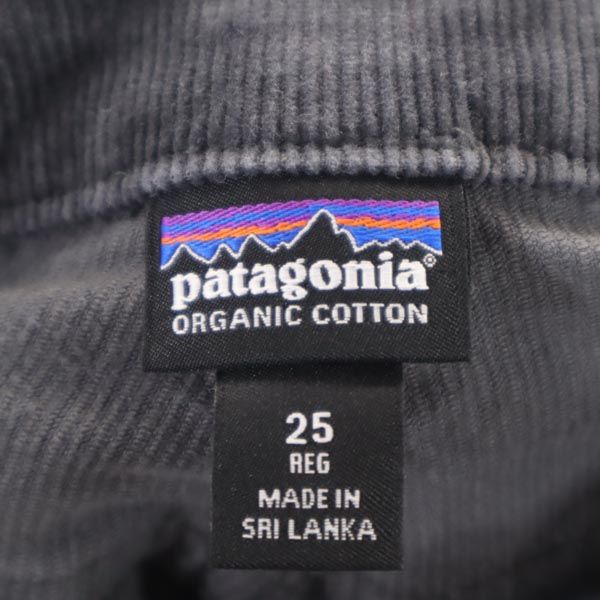 patagonia®
ORGANIC COTTON
25
REG
MADE IN
SRI LANKA